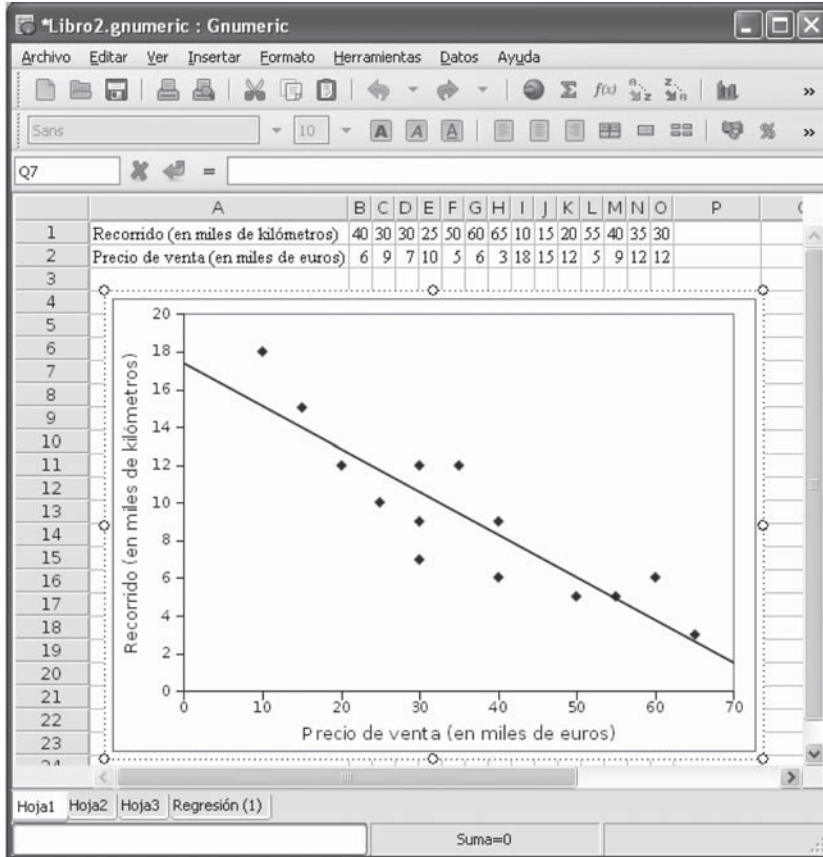 *Libro2.gnumeric : Gnumeric
Archivo Editar Ver Insertar Formato Herramientas Datos Ayuda
Sans 10 A A A %
Q7 =
A B C D E F G H I J K L M N O P
1 Recorrido (en miles de kilómetros) 40 30 30 25 50 60 65 10 15 20 55 40 35 30
2 Precio de venta (en miles de euros) 6 9 7 10 5 6 3 18 15 12 5 9 12 12
3
4
5
6
7
8
9
10
11
12
13
14
15
16
17
18
19
20
21
22
23
24
Recorrido (en miles de kilómetros)
20
18
16
14
12
10
8
6
4
2
0
0 10 20 30 40 50 60 70
Precio de venta (en miles de euros)
Hoja1 Hoja2 Hoja3 Regresión (1)
Suma=0